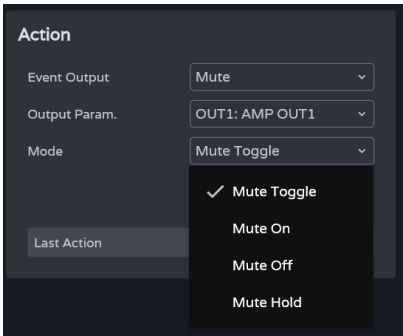 Action
Event Output Mute
Output Param. OUT1: AMP OUT1
Mode Mute Toggle
Mute Toggle
Mute On
Last Action
Mute Off
Mute Hold